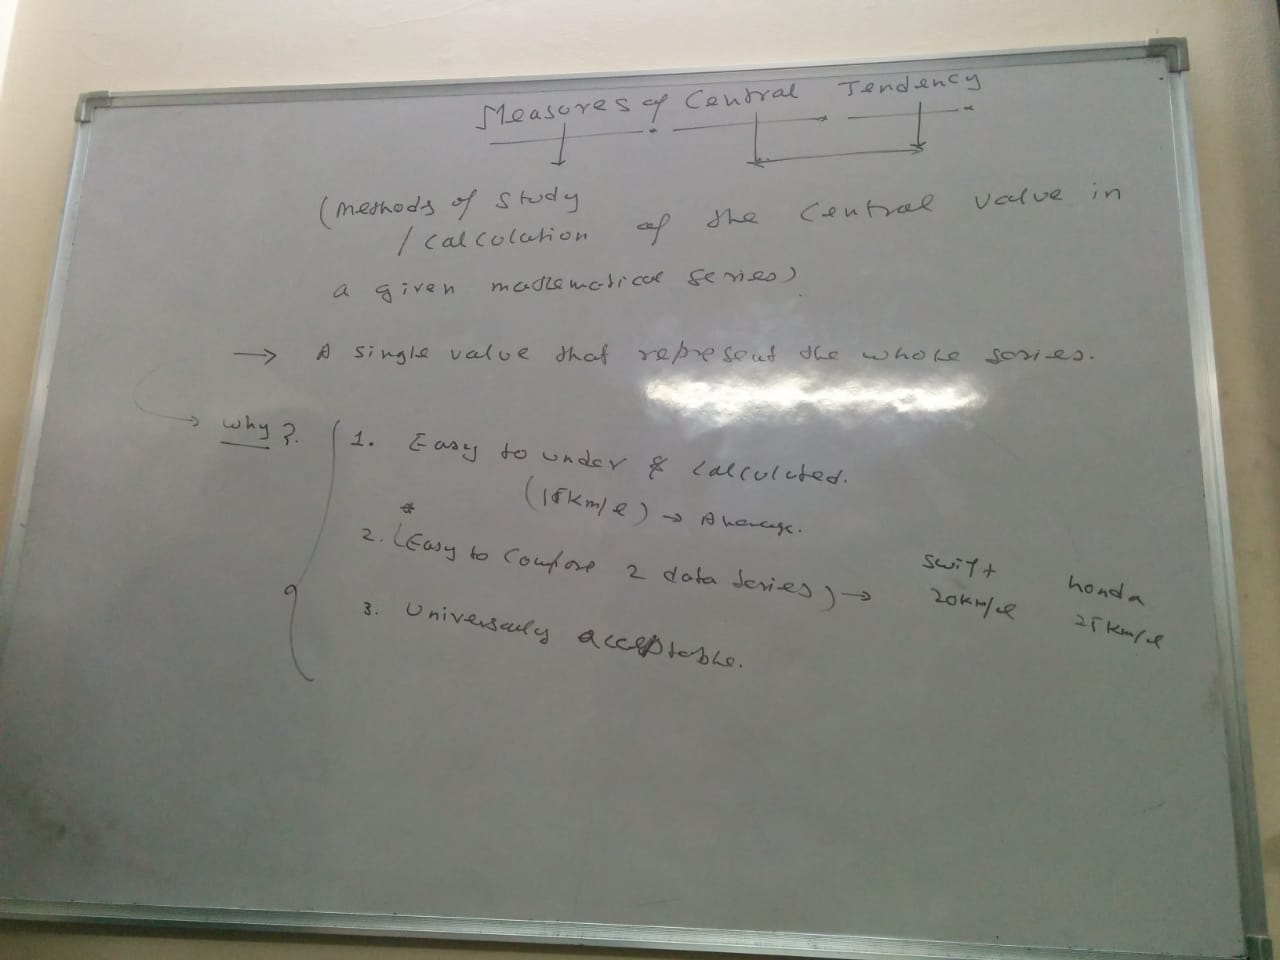 Measures of Central Tendency
(methods of study
/ calculation of the central value in
a given mathematical series)
→ A single value that represent the whole series.
→ why?
1. Easy to under & calculated.
(15km/l) → Average.
2. (Easy to compare 2 data series) → swift honda
20km/l 25km/l
3. Universally acceptable.